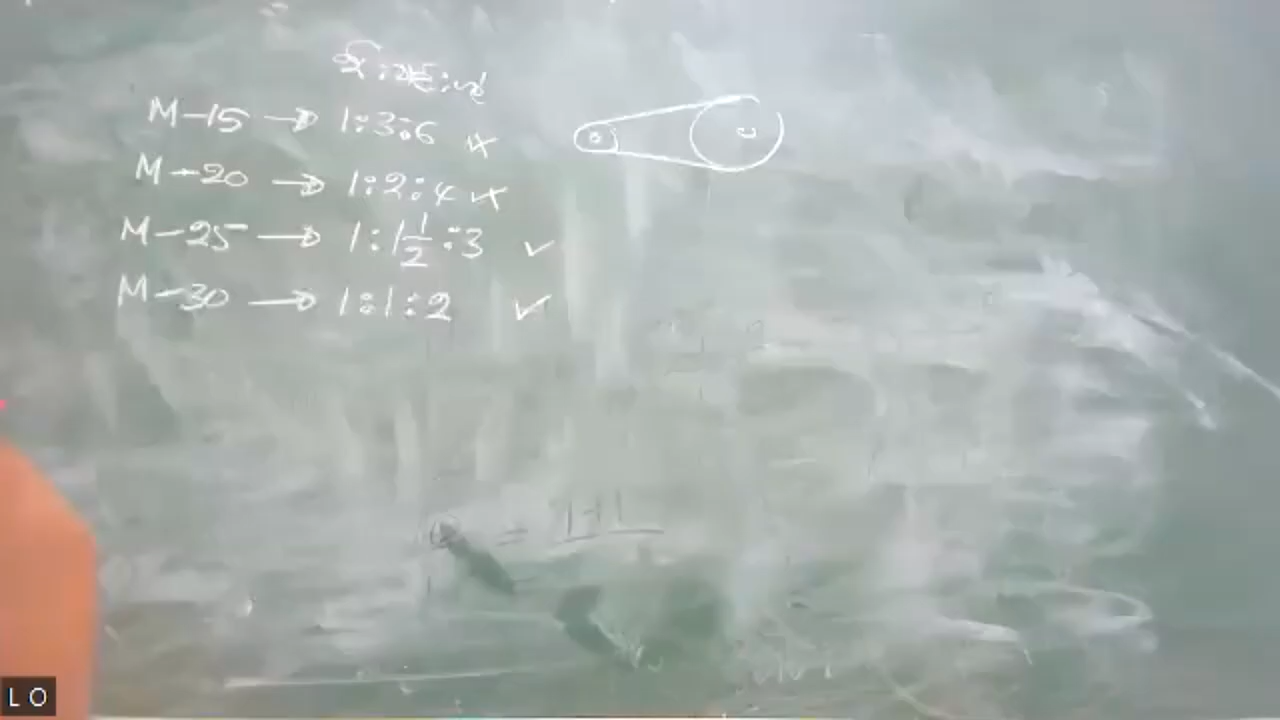 M-15 → 1:3:6 ×
M-20 → 1:2:4 ×
M-25 → 1:1½:3 ✓
M-30 → 1:1:2 ✓
LO